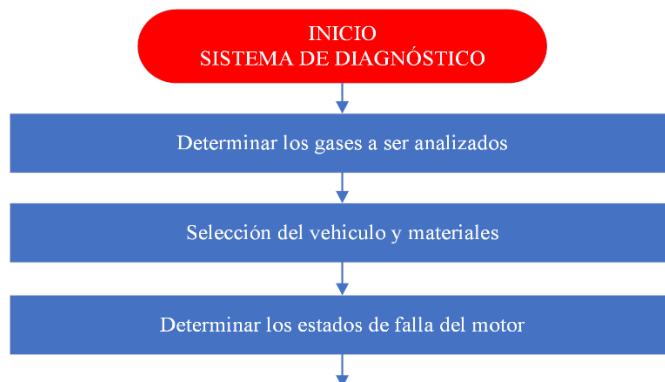 INICIO
SISTEMA DE DIAGNÓSTICO
Determinar los gases a ser analizados
Selección del vehiculo y materiales
Determinar los estados de falla del motor